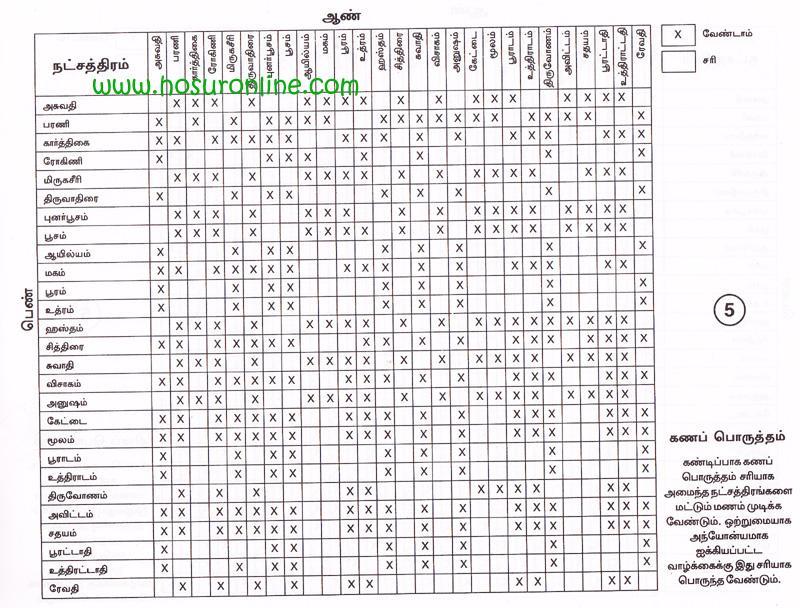 ஆண்
நட்சத்திரம் அசுவதி பரணி கார்த்திகை ரோகிணி மிருகசீரி திருவாதிரை புனர்பூசம் பூசம் ஆயில்யம் மகம் பூரம் உத்ரம் ஹஸ்தம் சித்திரை சுவாதி விசாகம் அனுஷம் கேட்டை மூலம் பூராடம் உத்திராடம் திருவோணம் அவிட்டம் சதயம் பூரட்டாதி உத்திராட்டதி ரேவதி
X வேண்டாம்
சரி
www.hosuronline.com
பெண்
அசுவதி
பரணி
கார்த்திகை
ரோகிணி
மிருகசீரி
திருவாதிரை
புனர்பூசம்
பூசம்
ஆயில்யம்
மகம்
பூரம்
உத்ரம்
ஹஸ்தம்
சித்திரை
சுவாதி
விசாகம்
அனுஷம்
கேட்டை
மூலம்
பூராடம்
உத்திராடம்
திருவோணம்
அவிட்டம்
சதயம்
பூரட்டாதி
உத்திரட்டாதி
ரேவதி
5
கணப் பொருத்தம்
கண்டிப்பாக கணப்
பொருத்தம் சரியாக
அமைந்த நட்சத்திரங்களை
மட்டும் மணம் முடிக்க
வேண்டும். ஒற்றுமையாக
அந்யோன்யமாக
ஐக்கியப்பட்ட
வாழ்க்கைக்கு இது சரியாக
பொருந்த வேண்டும்.